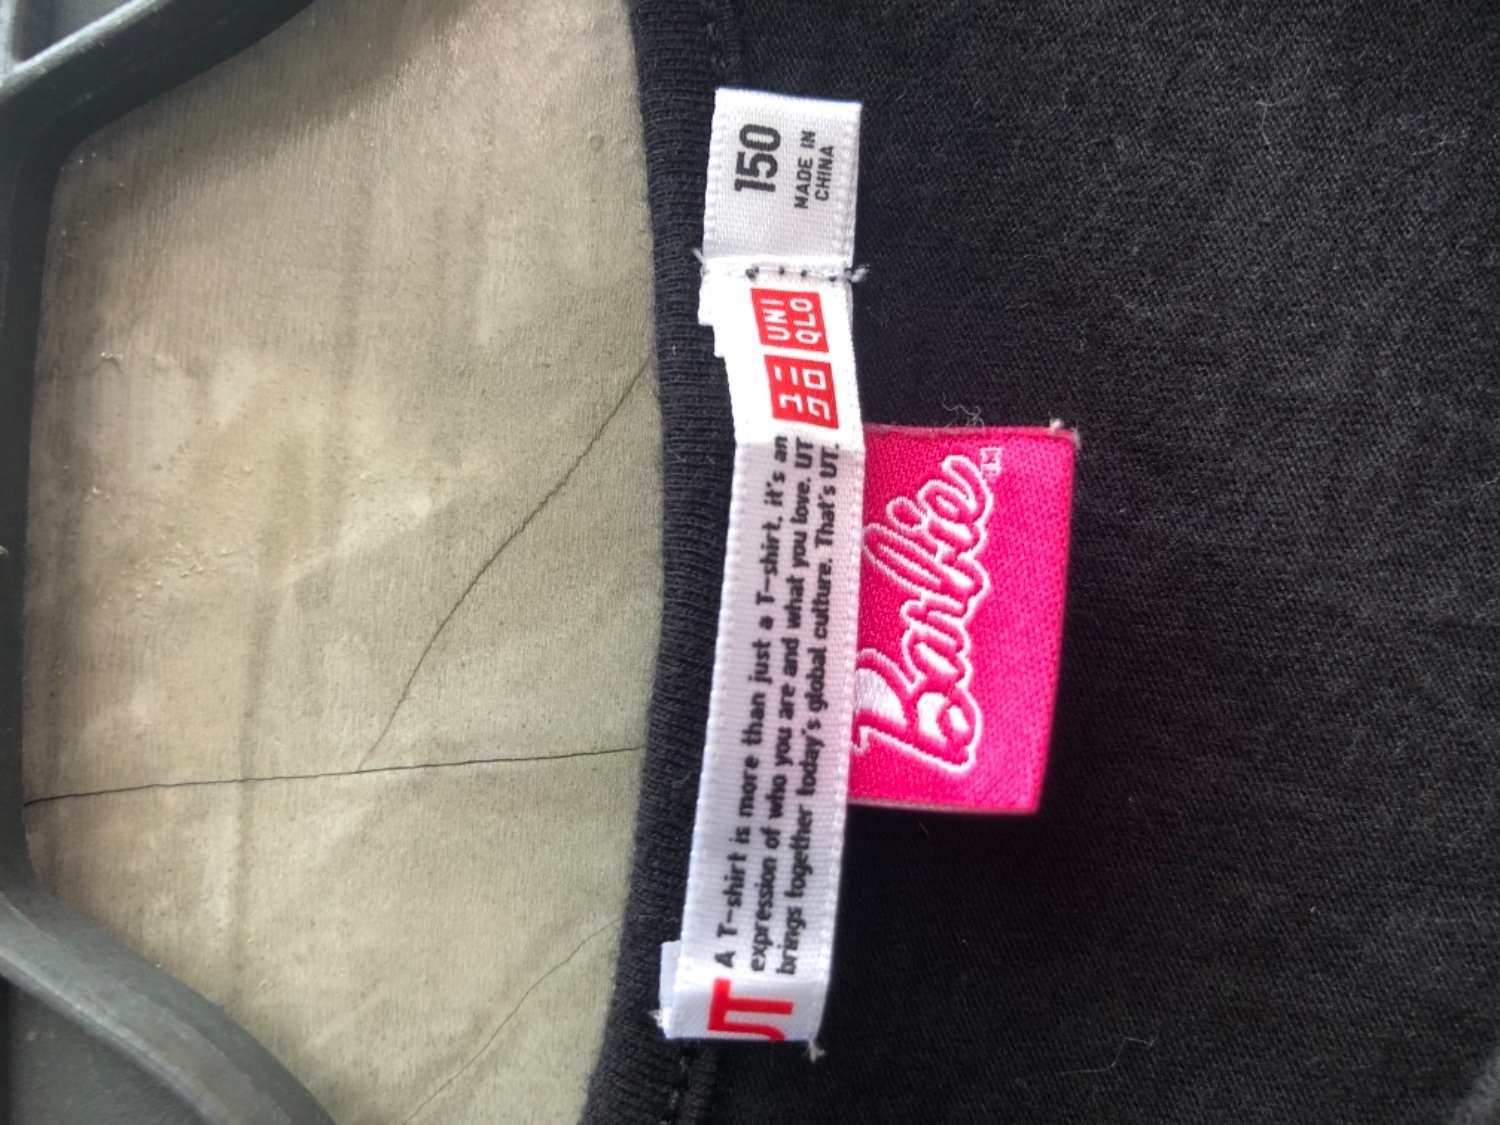 UT
A T-shirt is more than just a T-shirt, it's an
expression of who you are and what you love. UT
brings together today's global culture. That's UT.
ユニ
クロ
UNI
QLO
150
MADE IN
CHINA
Barbie
TM